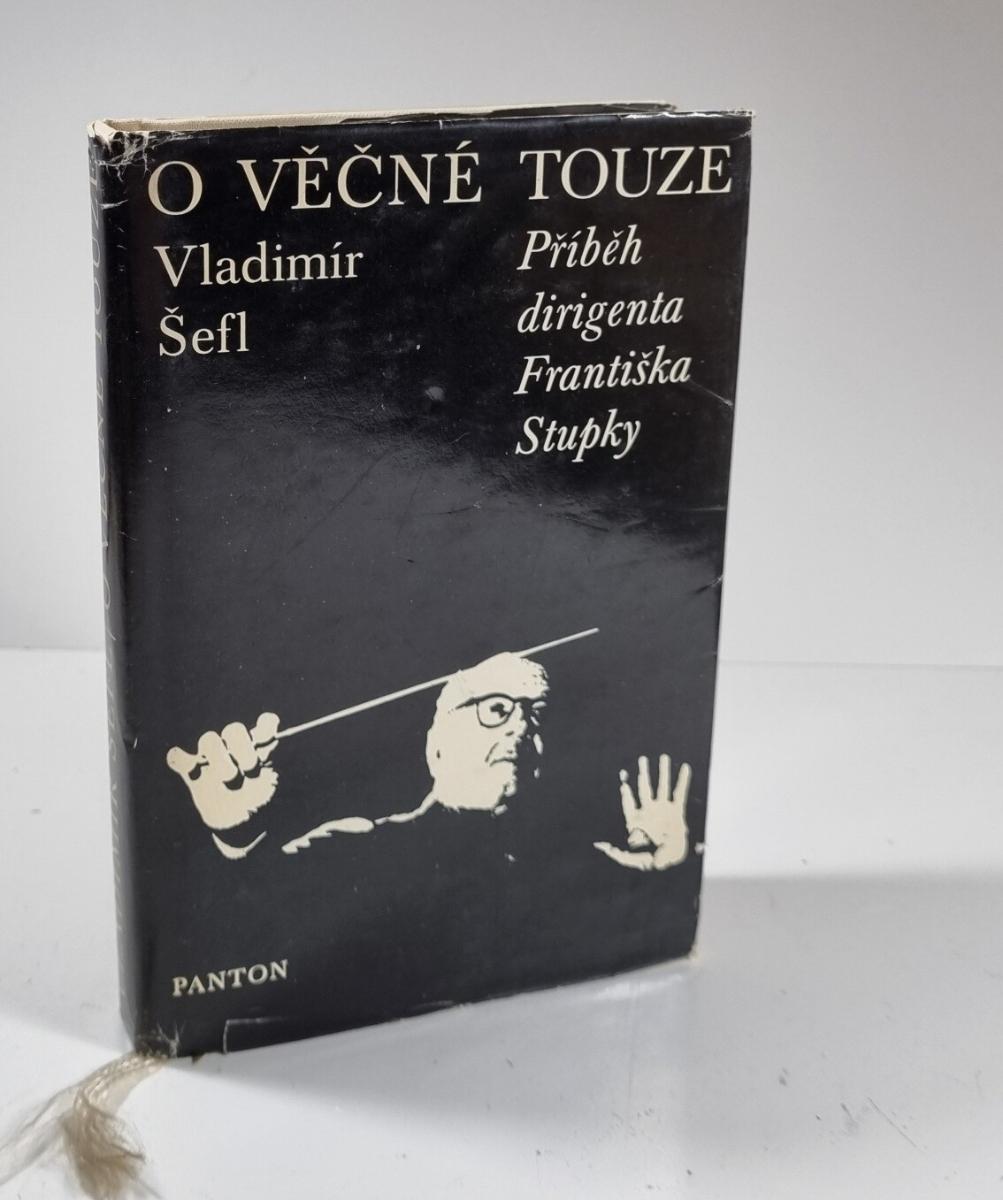 O VĚČNÉ TOUZE
Vladimír
Šefl
Příběh
dirigenta
Františka
Stupky
PANTON